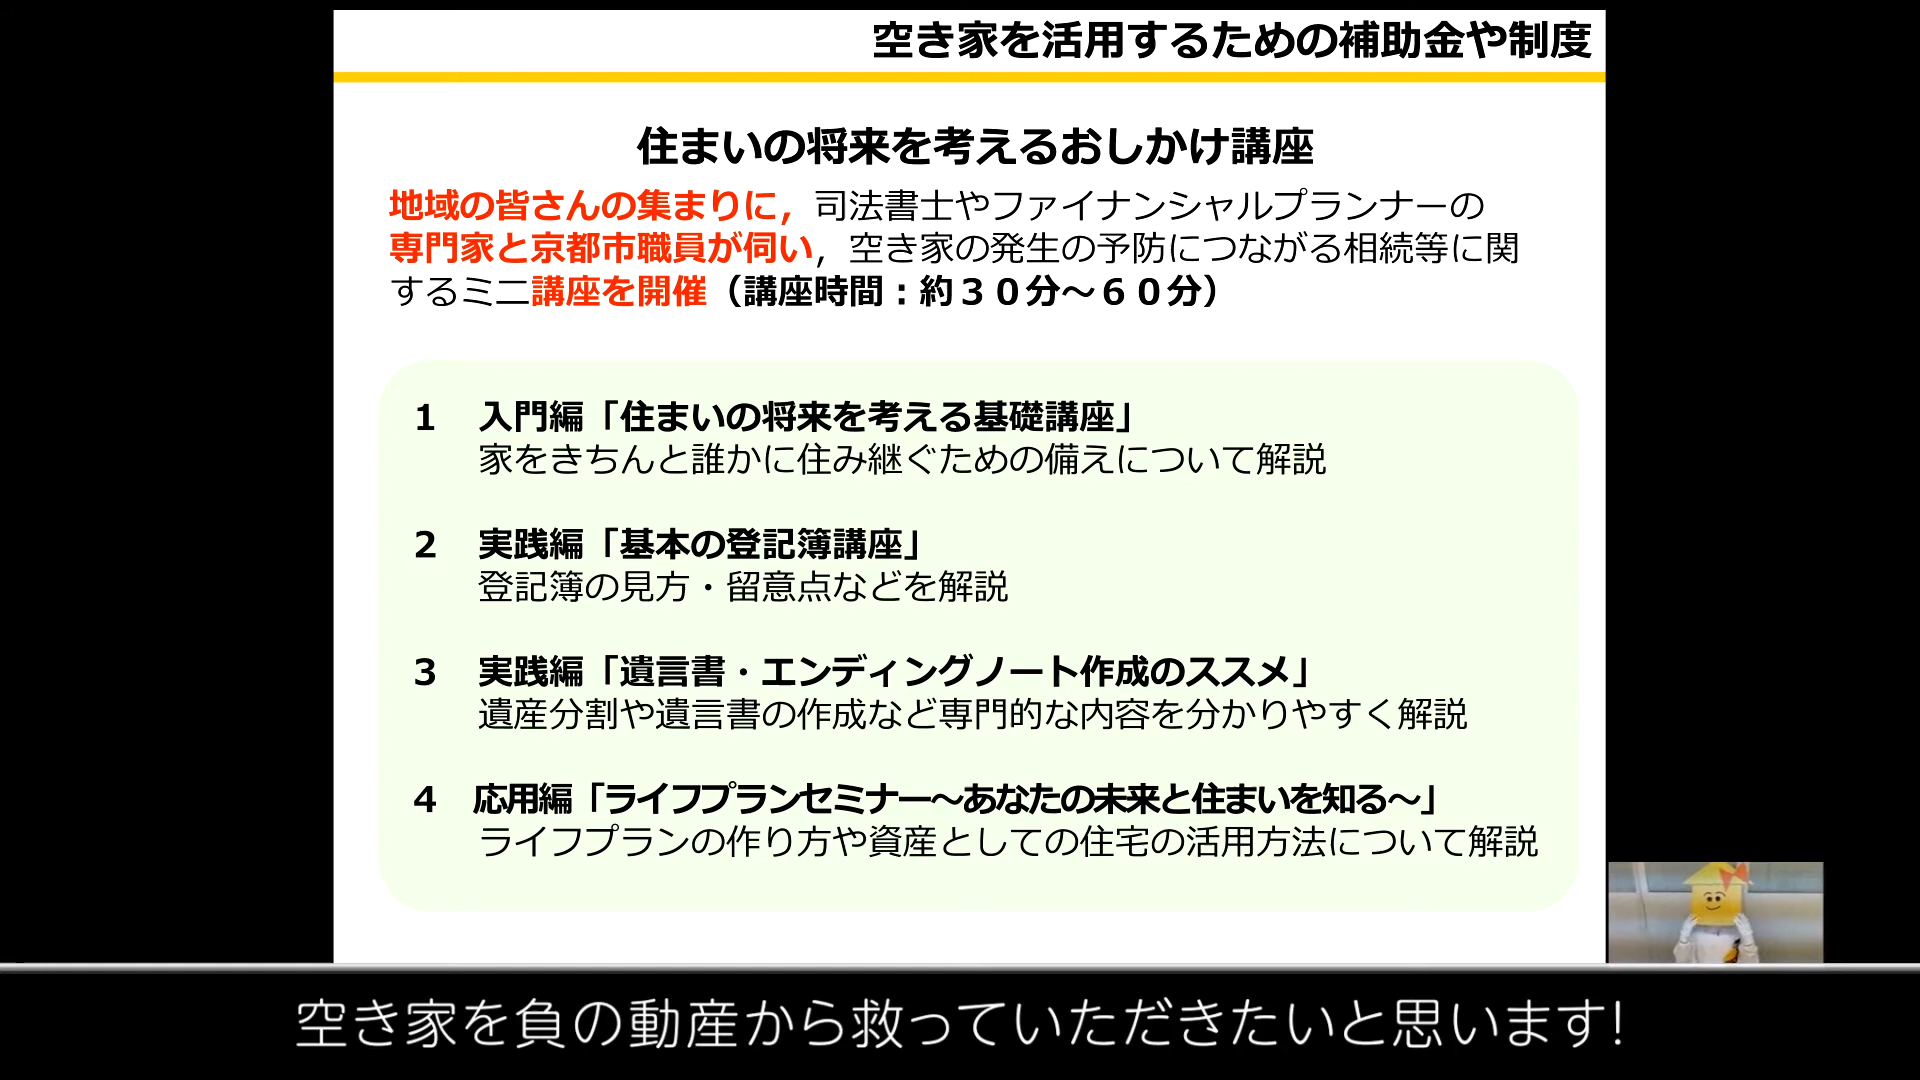 空き家を活用するための補助金や制度
住まいの将来を考えるおしかけ講座
地域の皆さんの集まりに，司法書士やファイナンシャルプランナーの
専門家と京都市職員が伺い，空き家の発生の予防につながる相続等に関
するミニ講座を開催（講座時間：約３０分～６０分）
1 入門編「住まいの将来を考える基礎講座」
家をきちんと誰かに住み継ぐための備えについて解説
2 実践編「基本の登記簿講座」
登記簿の見方・留意点などを解説
3 実践編「遺言書・エンディングノート作成のススメ」
遺産分割や遺言書の作成など専門的な内容を分かりやすく解説
4 応用編「ライフプランセミナー～あなたの未来と住まいを知る～」
ライフプランの作り方や資産としての住宅の活用方法について解説
空き家を負の動産から救っていただきたいと思います!